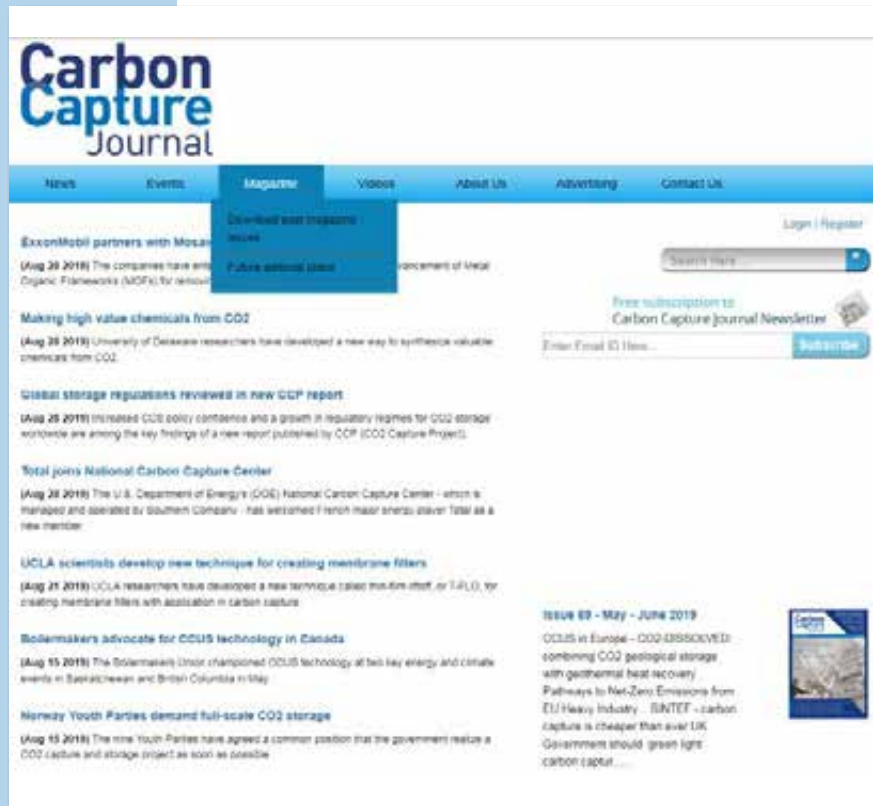 Carbon
Capture
Journal
News Events Magazine Videos About Us Advertising Contact Us
Download past magazine
issues
Future editorial plans
Login | Register
Search Here...
Free subscription to
Carbon Capture Journal Newsletter
Enter Email ID Here...
Subscribe
ExxonMobil partners with Mosa
(Aug 28 2019) The companies have ent vancement of Metal
Organic Frameworks (MOFs) for removi
Making high value chemicals from CO2
(Aug 28 2019) University of Delaware researchers have developed a new way to synthesize valuable
chemicals from CO2.
Global storage regulations reviewed in new CCP report
(Aug 28 2019) Increased CCS policy confidence and a growth in regulatory regimes for CO2 storage
worldwide are among the key findings of a new report published by CCP (CO2 Capture Project).
Total joins National Carbon Capture Center
(Aug 28 2019) The U.S. Department of Energy's (DOE) National Carbon Capture Center - which is
managed and operated by Southern Company - has welcomed French major energy player Total as a
new member
UCLA scientists develop new technique for creating membrane filters
(Aug 21 2019) UCLA researchers have developed a new technique called thin-film liftoff, or T-FLO, for
creating membrane filters with application in carbon capture
Boilermakers advocate for CCUS technology in Canada
(Aug 15 2019) The Boilermakers Union championed CCUS technology at two key energy and climate
events in Saskatchewan and British Columbia in May
Norway Youth Parties demand full-scale CO2 storage
(Aug 15 2019) The nine Youth Parties have agreed a common position that the government realize a
CO2 capture and storage project as soon as possible
Issue 69 - May - June 2019
CCUS in Europe - CO2-DISSOLVED:
combining CO2 geological storage
with geothermal heat recovery
Pathways to Net-Zero Emissions from
EU Heavy Industry .. SINTEF - carbon
capture is cheaper than ever UK
Government should 'green light'
carbon captur.....